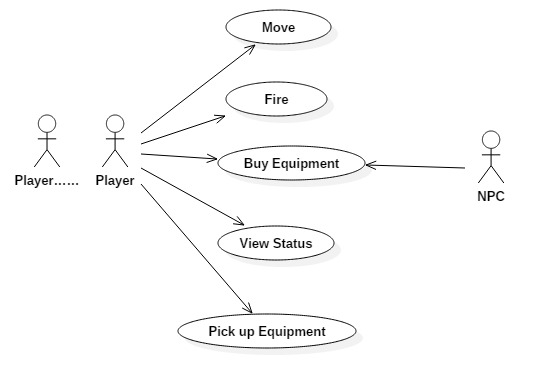 Move
Fire
Buy Equipment
Player......
Player
NPC
View Status
Pick up Equipment